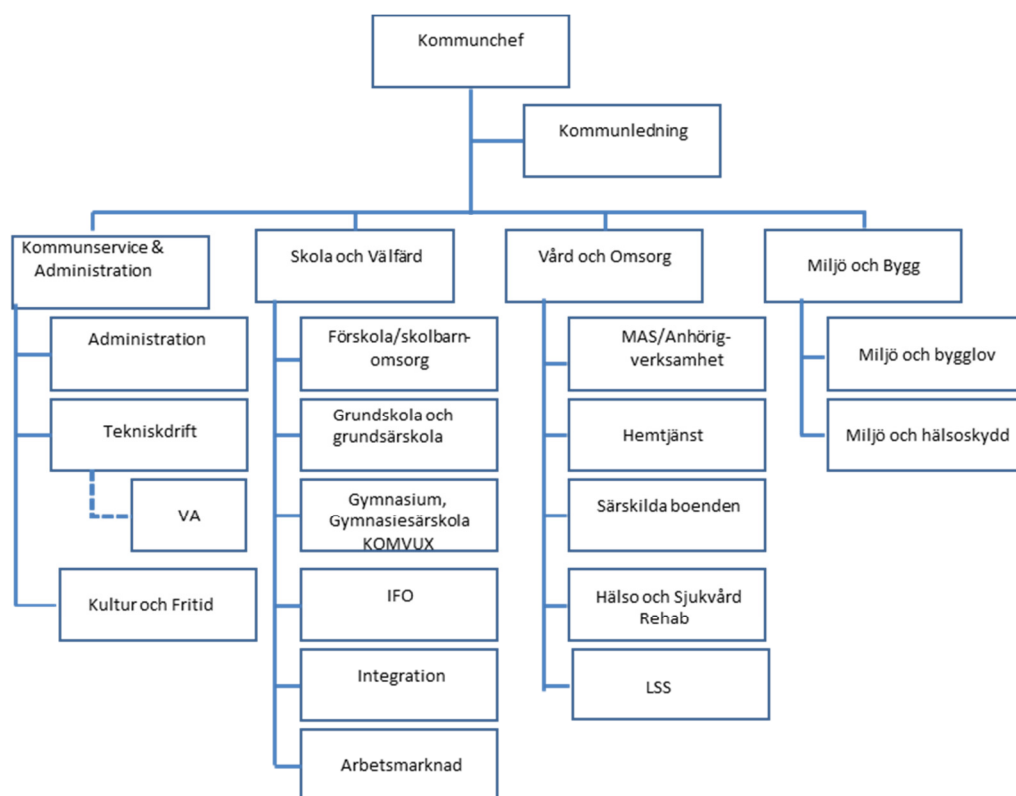 Kommunchef
Kommunledning
Kommunservice &
Administration
Skola och Välfärd
Vård och Omsorg
Miljö och Bygg
Administration
Tekniskdrift
VA
Kultur och Fritid
Förskola/skolbarn-
omsorg
Grundskola och
grundsärskola
Gymnasium,
Gymnasiesärskola
KOMVUX
IFO
Integration
Arbetsmarknad
MAS/Anhörig-
verksamhet
Hemtjänst
Särskilda boenden
Hälso och Sjukvård
Rehab
LSS
Miljö och bygglov
Miljö och hälsoskydd